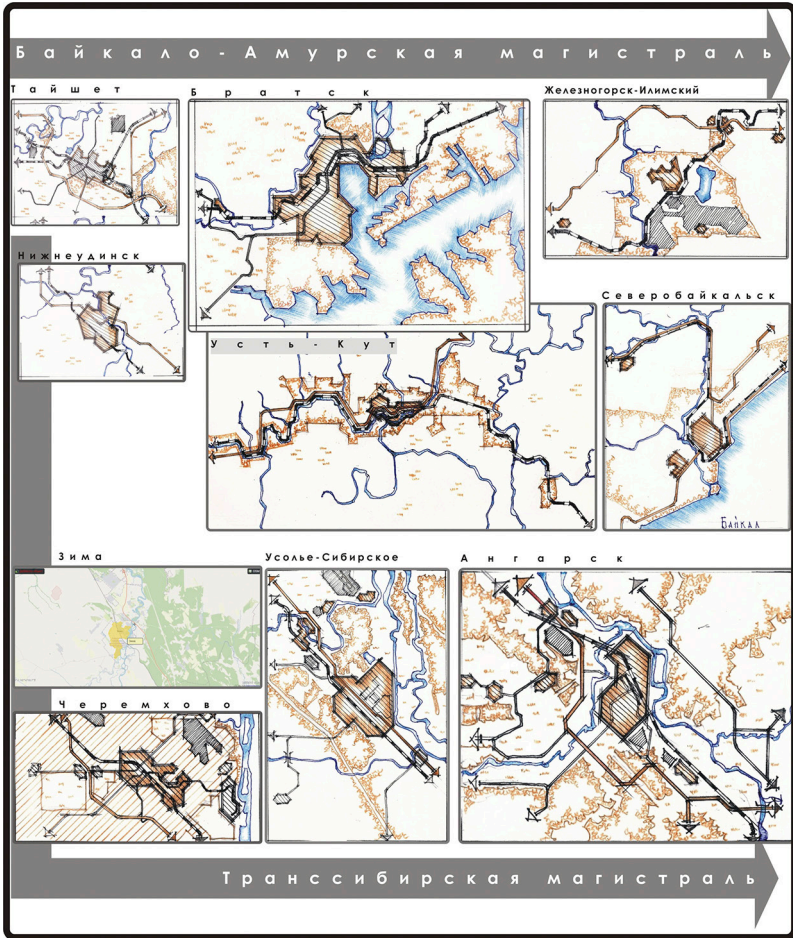 Байкало-Амурская магистраль
Тайшет
Братск
Железногорск-Илимский
Нижнеудинск
Северобайкальск
Усть-Кут
Байкал
Зима
Усолье-Сибирское
Ангарск
Черемхово
Транссибирская магистраль